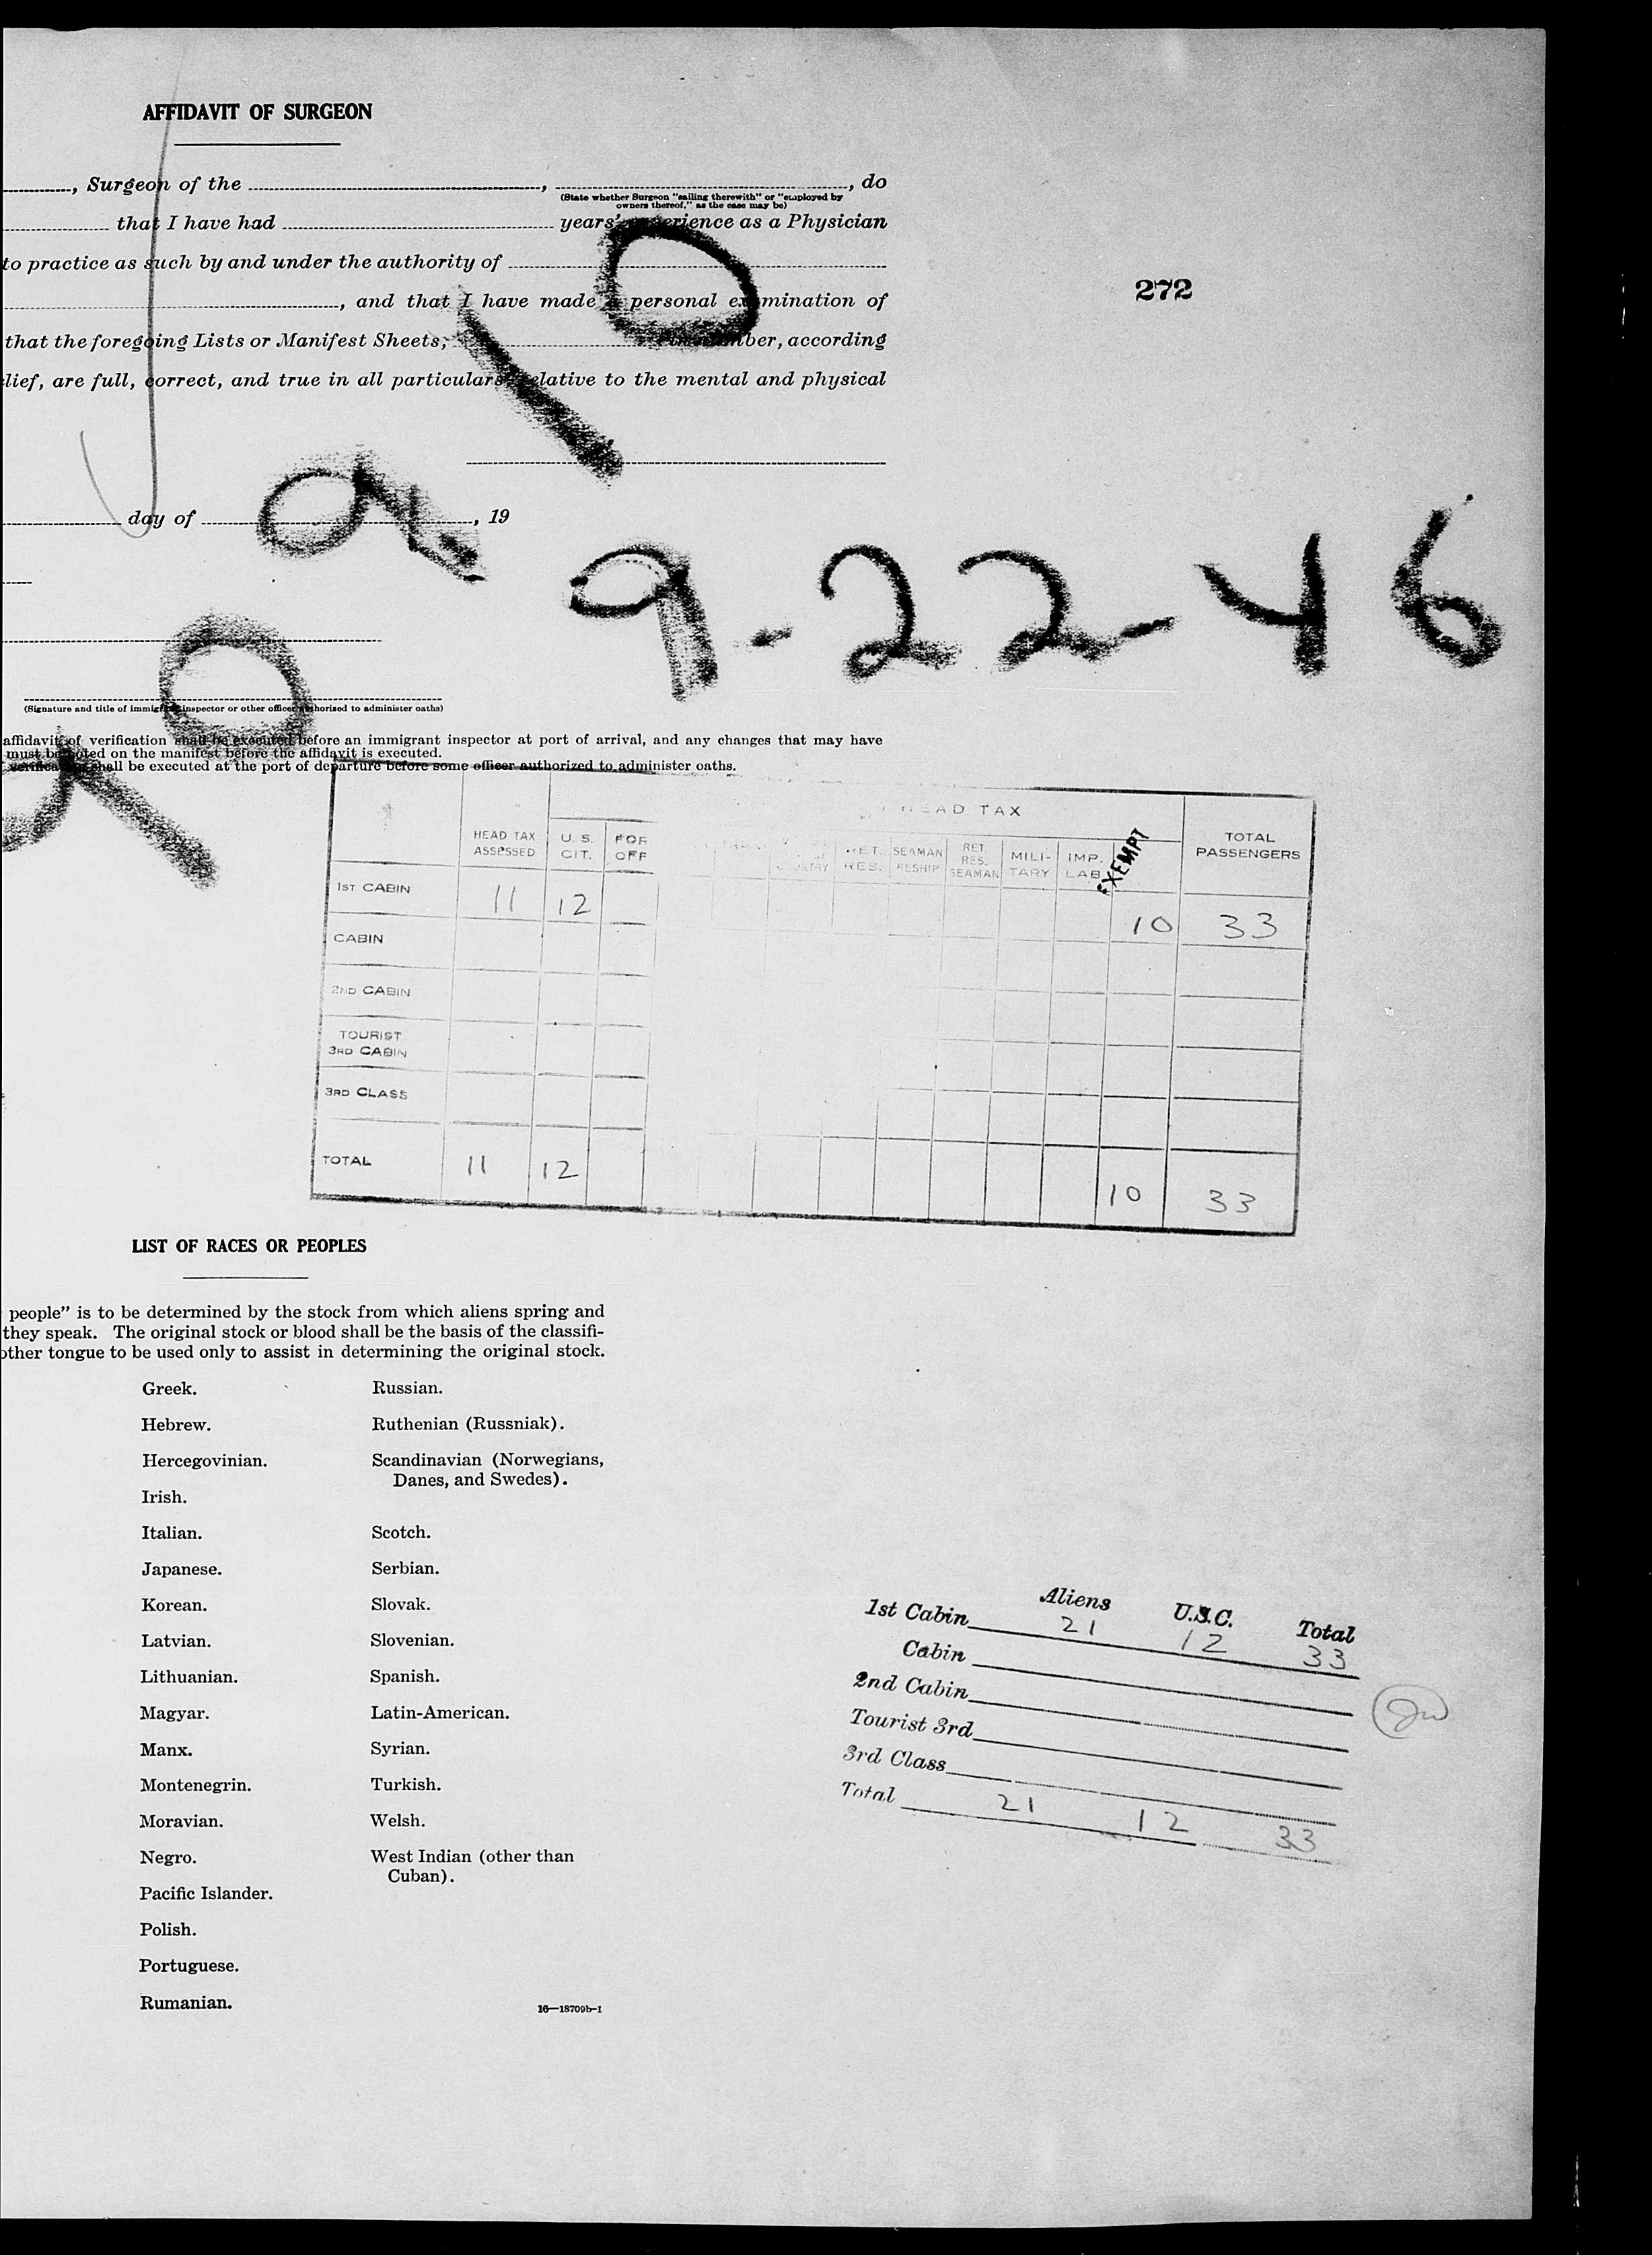 AFFIDAVIT OF SURGEON
, Surgeon of the , , do
(State whether Surgeon "sailing therewith" or "employed by
owners thereof," as the case may be)
that I have had years' experience as a Physician
to practice as such by and under the authority of
272
, and that I have made a personal examination of
that the foregoing Lists or Manifest Sheets, in number, according
lief, are full, correct, and true in all particulars relative to the mental and physical
day of , 19
9-22-46
(Signature and title of immigrant inspector or other officer authorized to administer oaths)
affidavit of verification shall be executed before an immigrant inspector at port of arrival, and any changes that may have
must be noted on the manifest before the affidavit is executed.
verification shall be executed at the port of departure before some officer authorized to administer oaths.
HEAD TAX
HEAD TAX ASSESSED U. S. CIT. FOR OFF RET. RES. SEAMAN RESHIP RET. RES. SEAMAN MILI-TARY IMP. LAB. EXEMPT TOTAL PASSENGERS
1ST CABIN 11 12 10 33
CABIN
2ND CABIN
TOURIST
3RD CABIN
3RD CLASS
TOTAL 11 12 10 33
LIST OF RACES OR PEOPLES
people" is to be determined by the stock from which aliens spring and
they speak. The original stock or blood shall be the basis of the classifi-
other tongue to be used only to assist in determining the original stock.
Greek.
Hebrew.
Hercegovinian.
Irish.
Italian.
Japanese.
Korean.
Latvian.
Lithuanian.
Magyar.
Manx.
Montenegrin.
Moravian.
Negro.
Pacific Islander.
Polish.
Portuguese.
Rumanian.
Russian.
Ruthenian (Russniak).
Scandinavian (Norwegians,
Danes, and Swedes).
Scotch.
Serbian.
Slovak.
Slovenian.
Spanish.
Latin-American.
Syrian.
Turkish.
Welsh.
West Indian (other than
Cuban).
16—18709b-1
Aliens U.S.C. Total
1st Cabin 21 12 33
Cabin
2nd Cabin
Tourist 3rd
3rd Class
Total 21 12 33